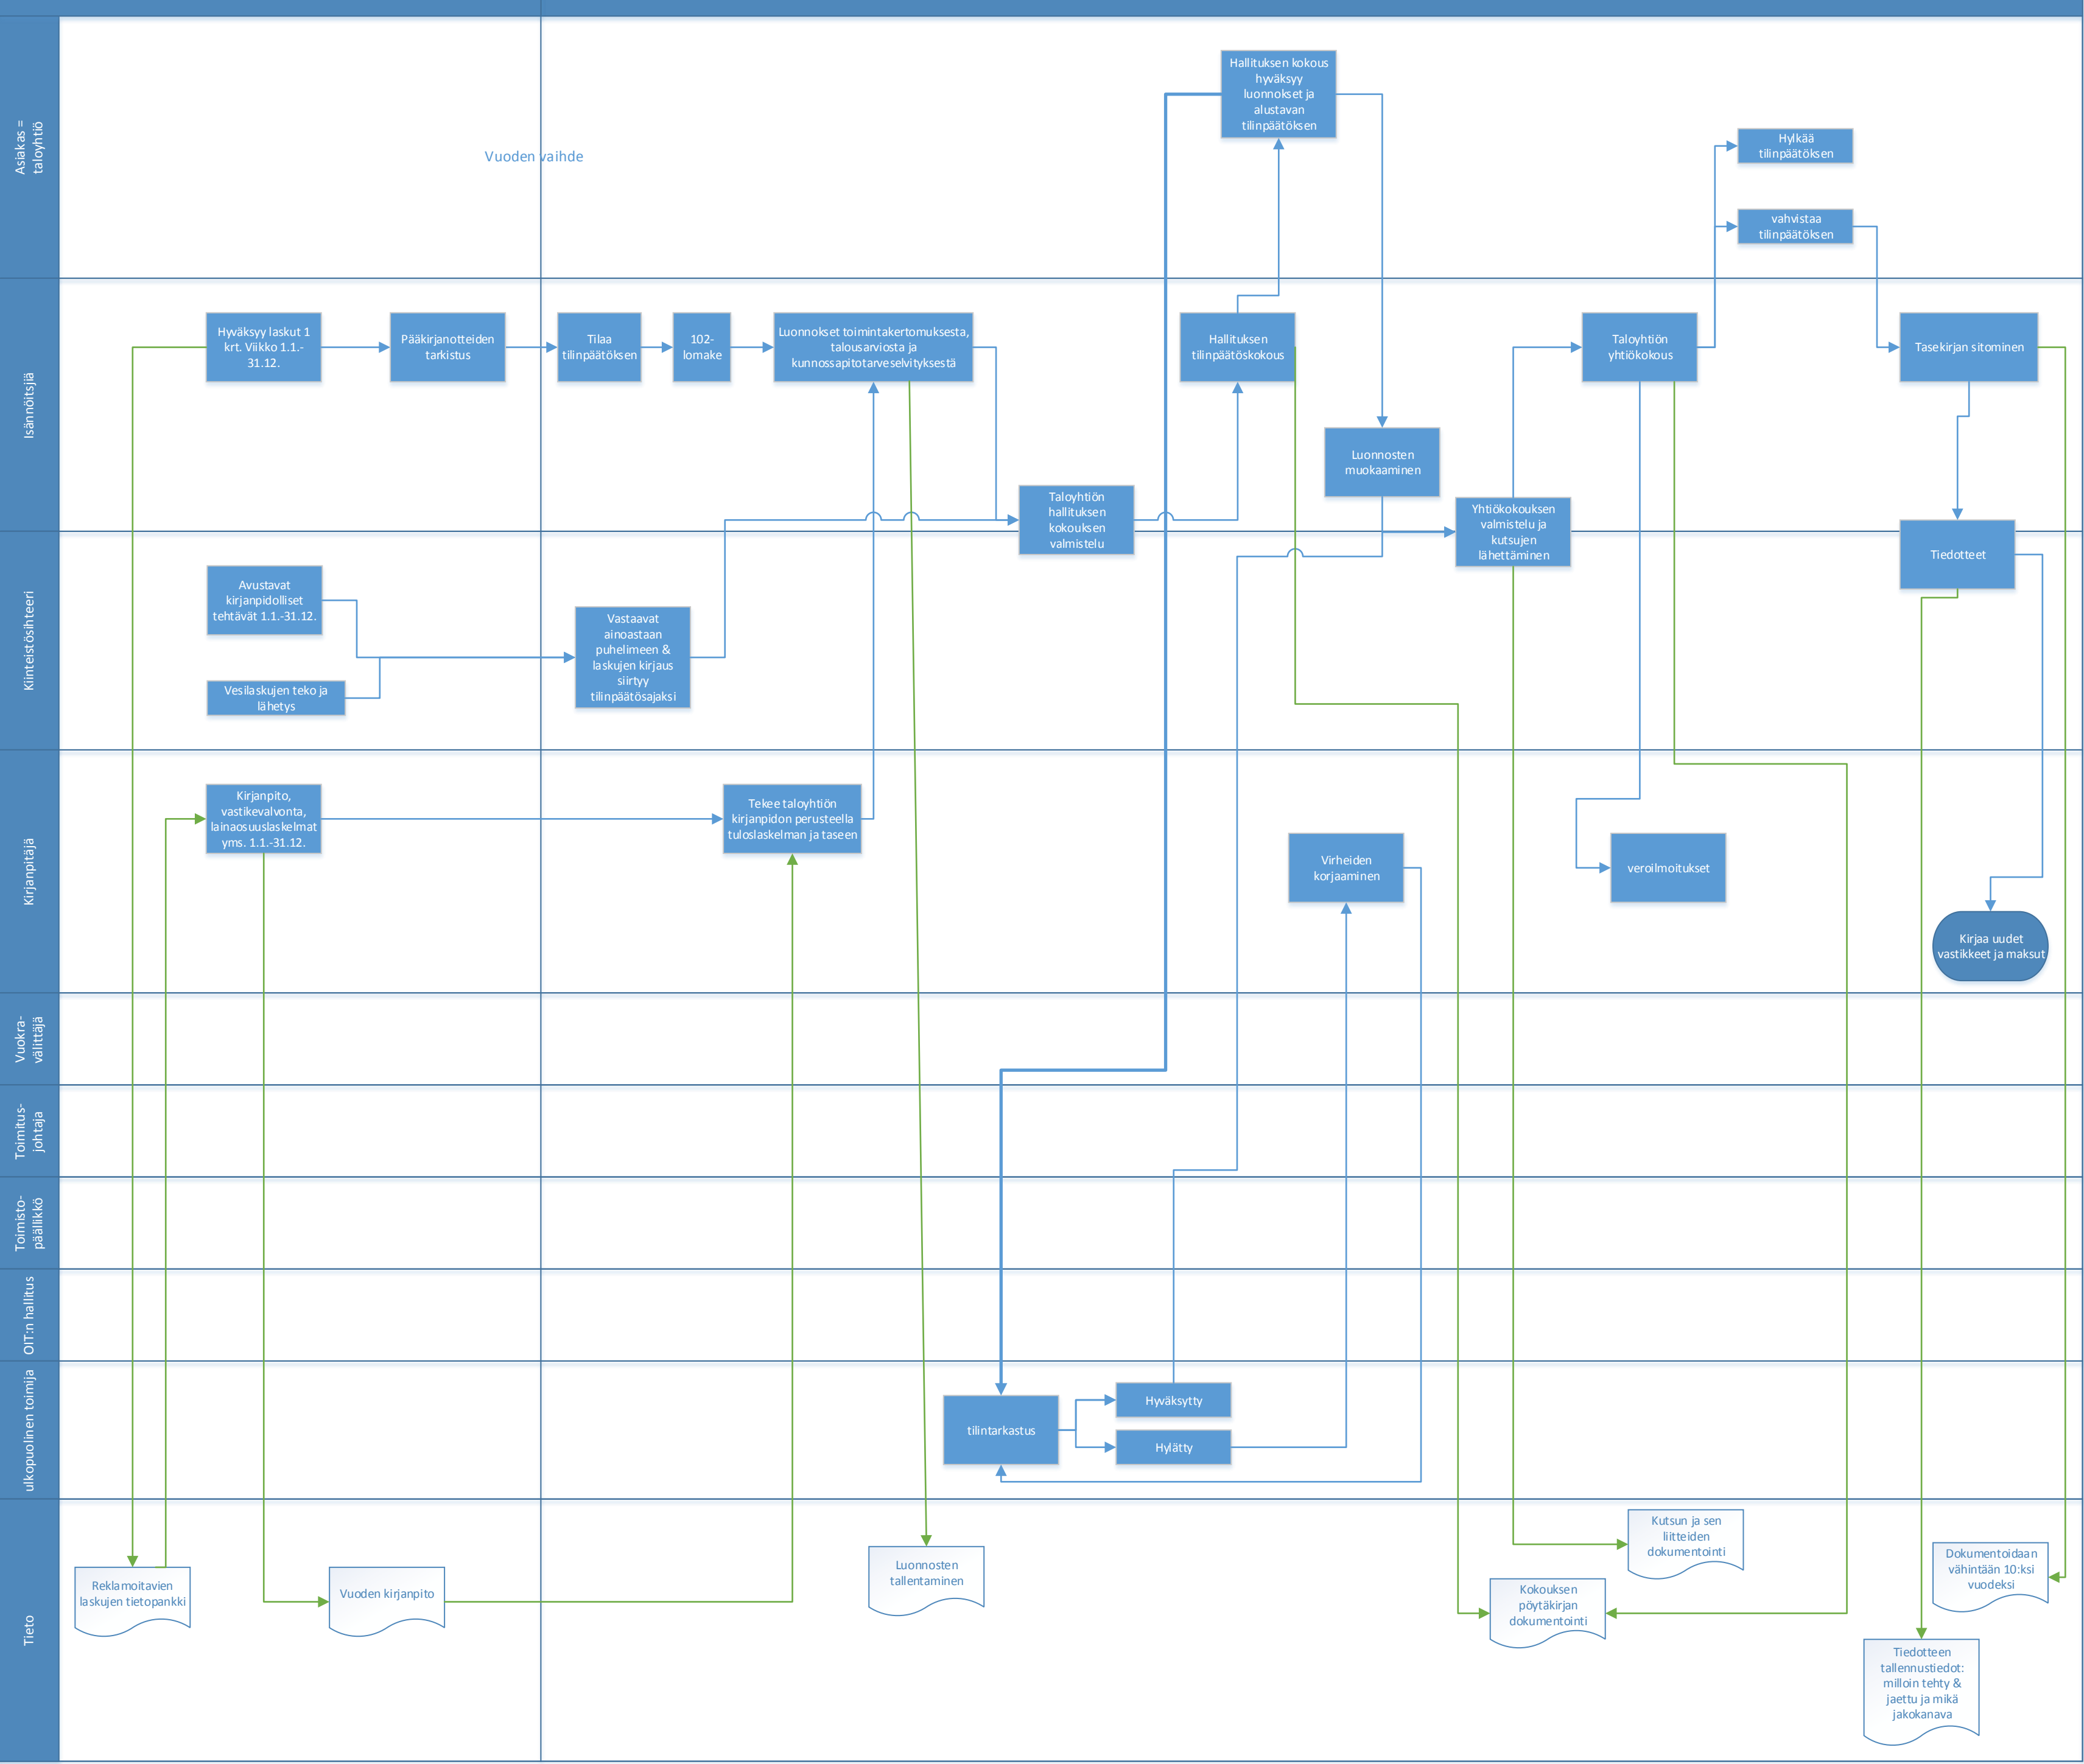 Asiakas =
taloyhtiö
Vuoden vaihde
Hallituksen kokous
hyväksyy
luonnokset ja
alustavan
tilinpäätöksen
Hylkää
tilinpäätöksen
vahvistaa
tilinpäätöksen
Isännöitsjiä
Hyväksyy laskut 1
krt. Viikko 1.1.-
31.12.
Pääkirjanotteiden
tarkistus
Tilaa
tilinpäätöksen
102-
lomake
Luonnokset toimintakertomuksesta,
talousarviosta ja
kunnossapitotarveselvityksestä
Hallituksen
tilinpäätöskokous
Taloyhtiön
yhtiökokous
Tasekirjan sitominen
Luonnosten
muokaaminen
Taloyhtiön
hallituksen
kokouksen
valmistelu
Yhtiökokouksen
valmistelu ja
kutsujen
lähettäminen
Tiedotteet
Kiinteistösihteeri
Avustavat
kirjanpidolliset
tehtävät 1.1.-31.12.
Vesilaskujen teko ja
lähetys
Vastaavat
ainoastaan
puhelimeen &
laskujen kirjaus
siirtyy
tilinpäätösajaksi
Kirjanpitäjä
Kirjanpito,
vastikevalvonta,
lainaosuuslaskelmat
yms. 1.1.-31.12.
Tekee taloyhtiön
kirjanpidon perusteella
tuloslaskelman ja taseen
Virheiden
korjaaminen
veroilmoitukset
Kirjaa uudet
vastikkeet ja maksut
Vuokra-
välittäjä
Toimitus-
johtaja
Toimisto-
päällikkö
OIT:n hallitus
ulkopuolinen toimija
tilintarkastus
Hyväksytty
Hylätty
Tieto
Reklamoitavien
laskujen tietopankki
Vuoden kirjanpito
Luonnosten
tallentaminen
Kutsun ja sen
liitteiden
dokumentointi
Kokouksen
pöytäkirjan
dokumentointi
Dokumentoidaan
vähintään 10:ksi
vuodeksi
Tiedotteen
tallennustiedot:
milloin tehty &
jaettu ja mikä
jakokanava